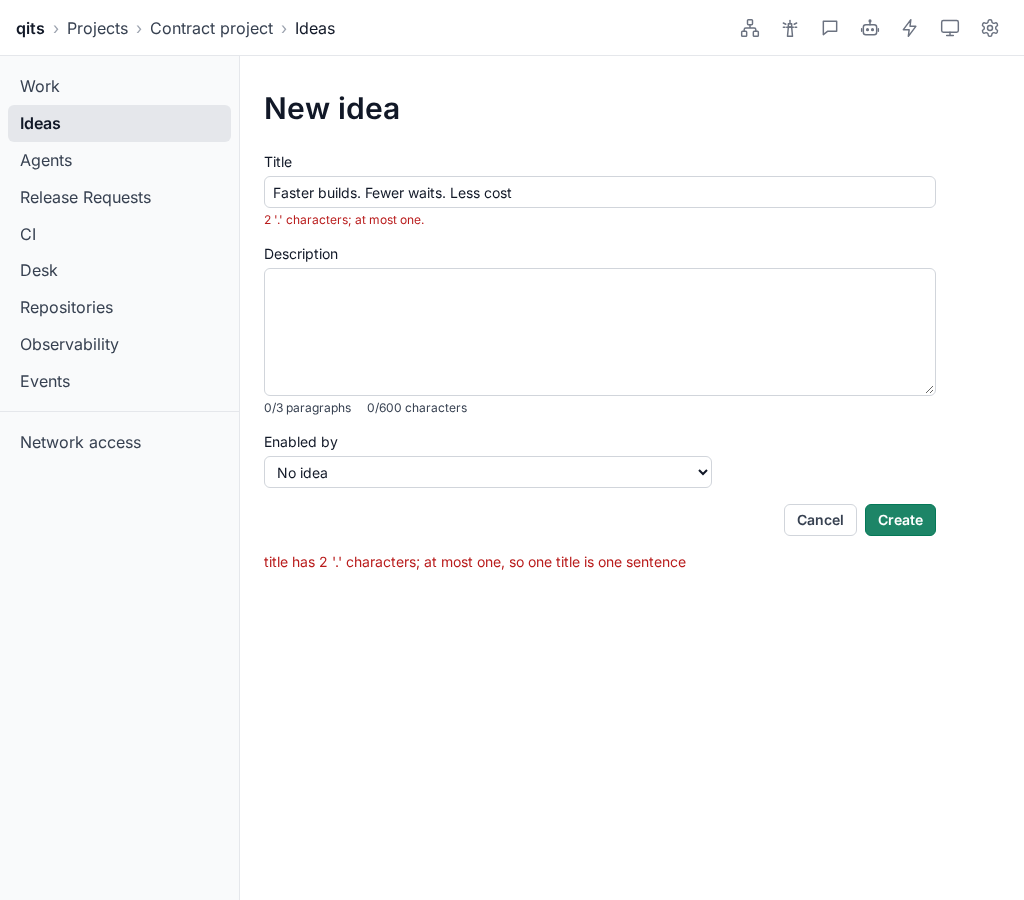 qits › Projects › Contract project › Ideas
Work
Ideas
Agents
Release Requests
CI
Desk
Repositories
Observability
Events
Network access
New idea
Title
Faster builds. Fewer waits. Less cost
2 '.' characters; at most one.
Description
0/3 paragraphs 0/600 characters
Enabled by
No idea
Cancel Create
title has 2 '.' characters; at most one, so one title is one sentence